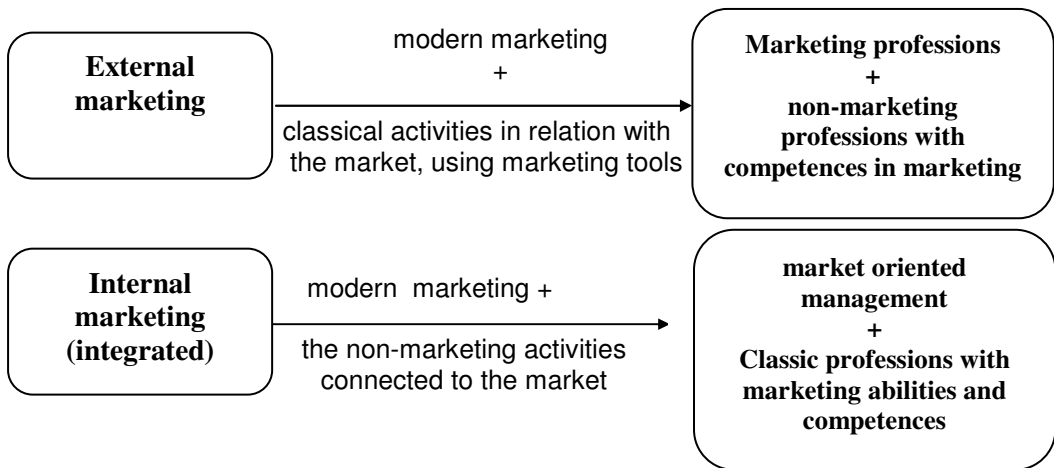 External
marketing
modern marketing
+
classical activities in relation with
the market, using marketing tools
Marketing professions
+
non-marketing
professions with
competences in marketing
Internal
marketing
(integrated)
modern marketing +
the non-marketing activities
connected to the market
market oriented
management
+
Classic professions with
marketing abilities and
competences